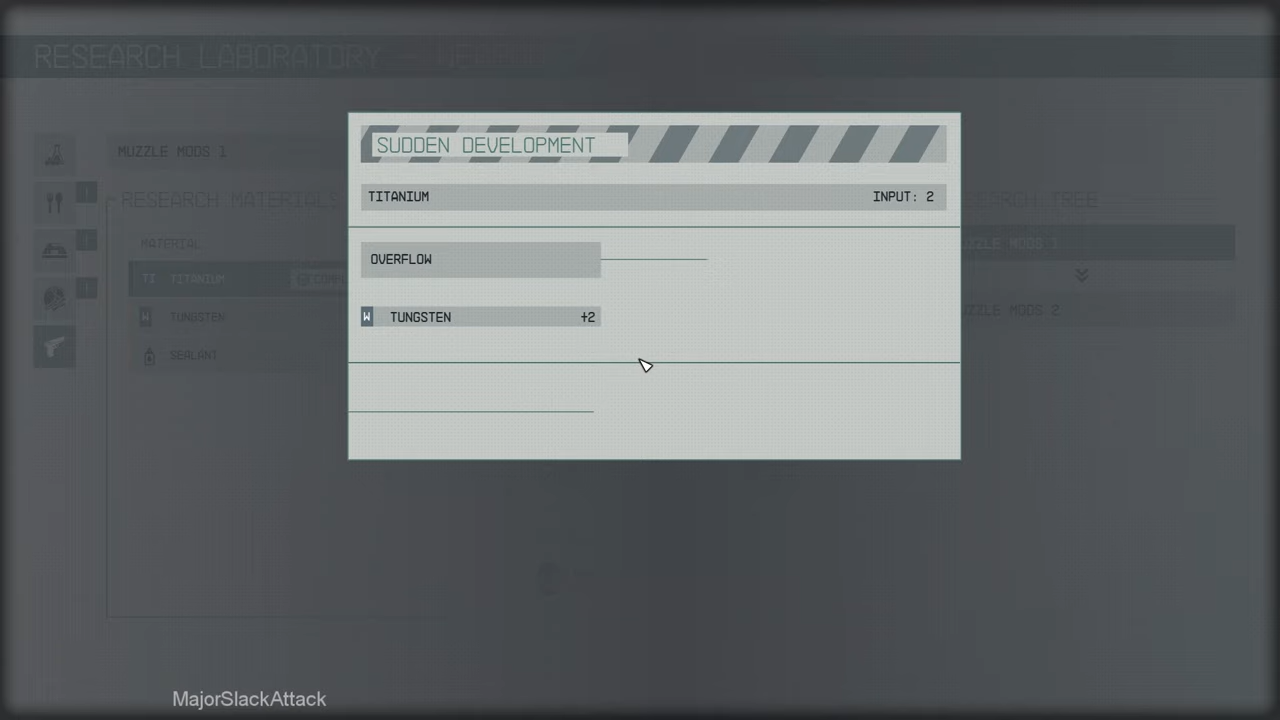 RESEARCH LABORATORY -
SUDDEN DEVELOPMENT
MUZZLE MODS 1
TITANIUM INPUT: 2
RESEARCH MATERIALS
MATERIAL
OVERFLOW
TI TITANIUM
W TUNGSTEN +2
W TUNGSTEN
MODS 2
SEALANT
MajorSlackAttack